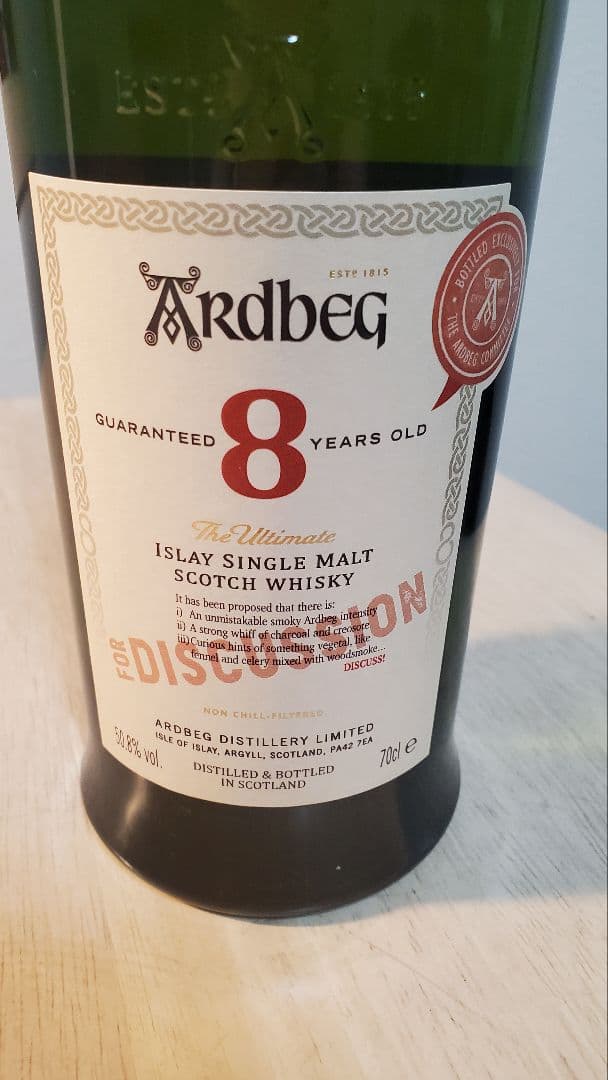 ESTD 1815
ARDBEG
GUARANTEED 8 YEARS OLD
The Ultimate
ISLAY SINGLE MALT
SCOTCH WHISKY
It has been proposed that there is:
i) An unmistakable smoky Ardbeg intensity
ii) A strong whiff of charcoal and creosote
iii) Curious hints of something vegetal, like
fennel and celery mixed with woodsmoke...
DISCUSS!
FOR DISCUSSION
NON CHILL-FILTERED
ARDBEG DISTILLERY LIMITED
ISLE OF ISLAY, ARGYLL, SCOTLAND, PA42 7EA
50.8% vol.
70cl e
DISTILLED & BOTTLED
IN SCOTLAND
BOTTLED
THE ARDBEG
A